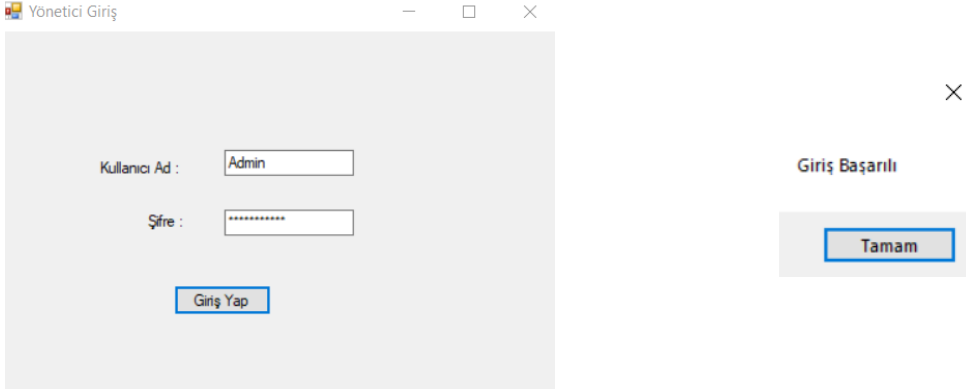 Yönetici Giriş
Kullanıcı Ad :
Admin
Şifre :
***********
Giriş Yap
Giriş Başarılı
Tamam